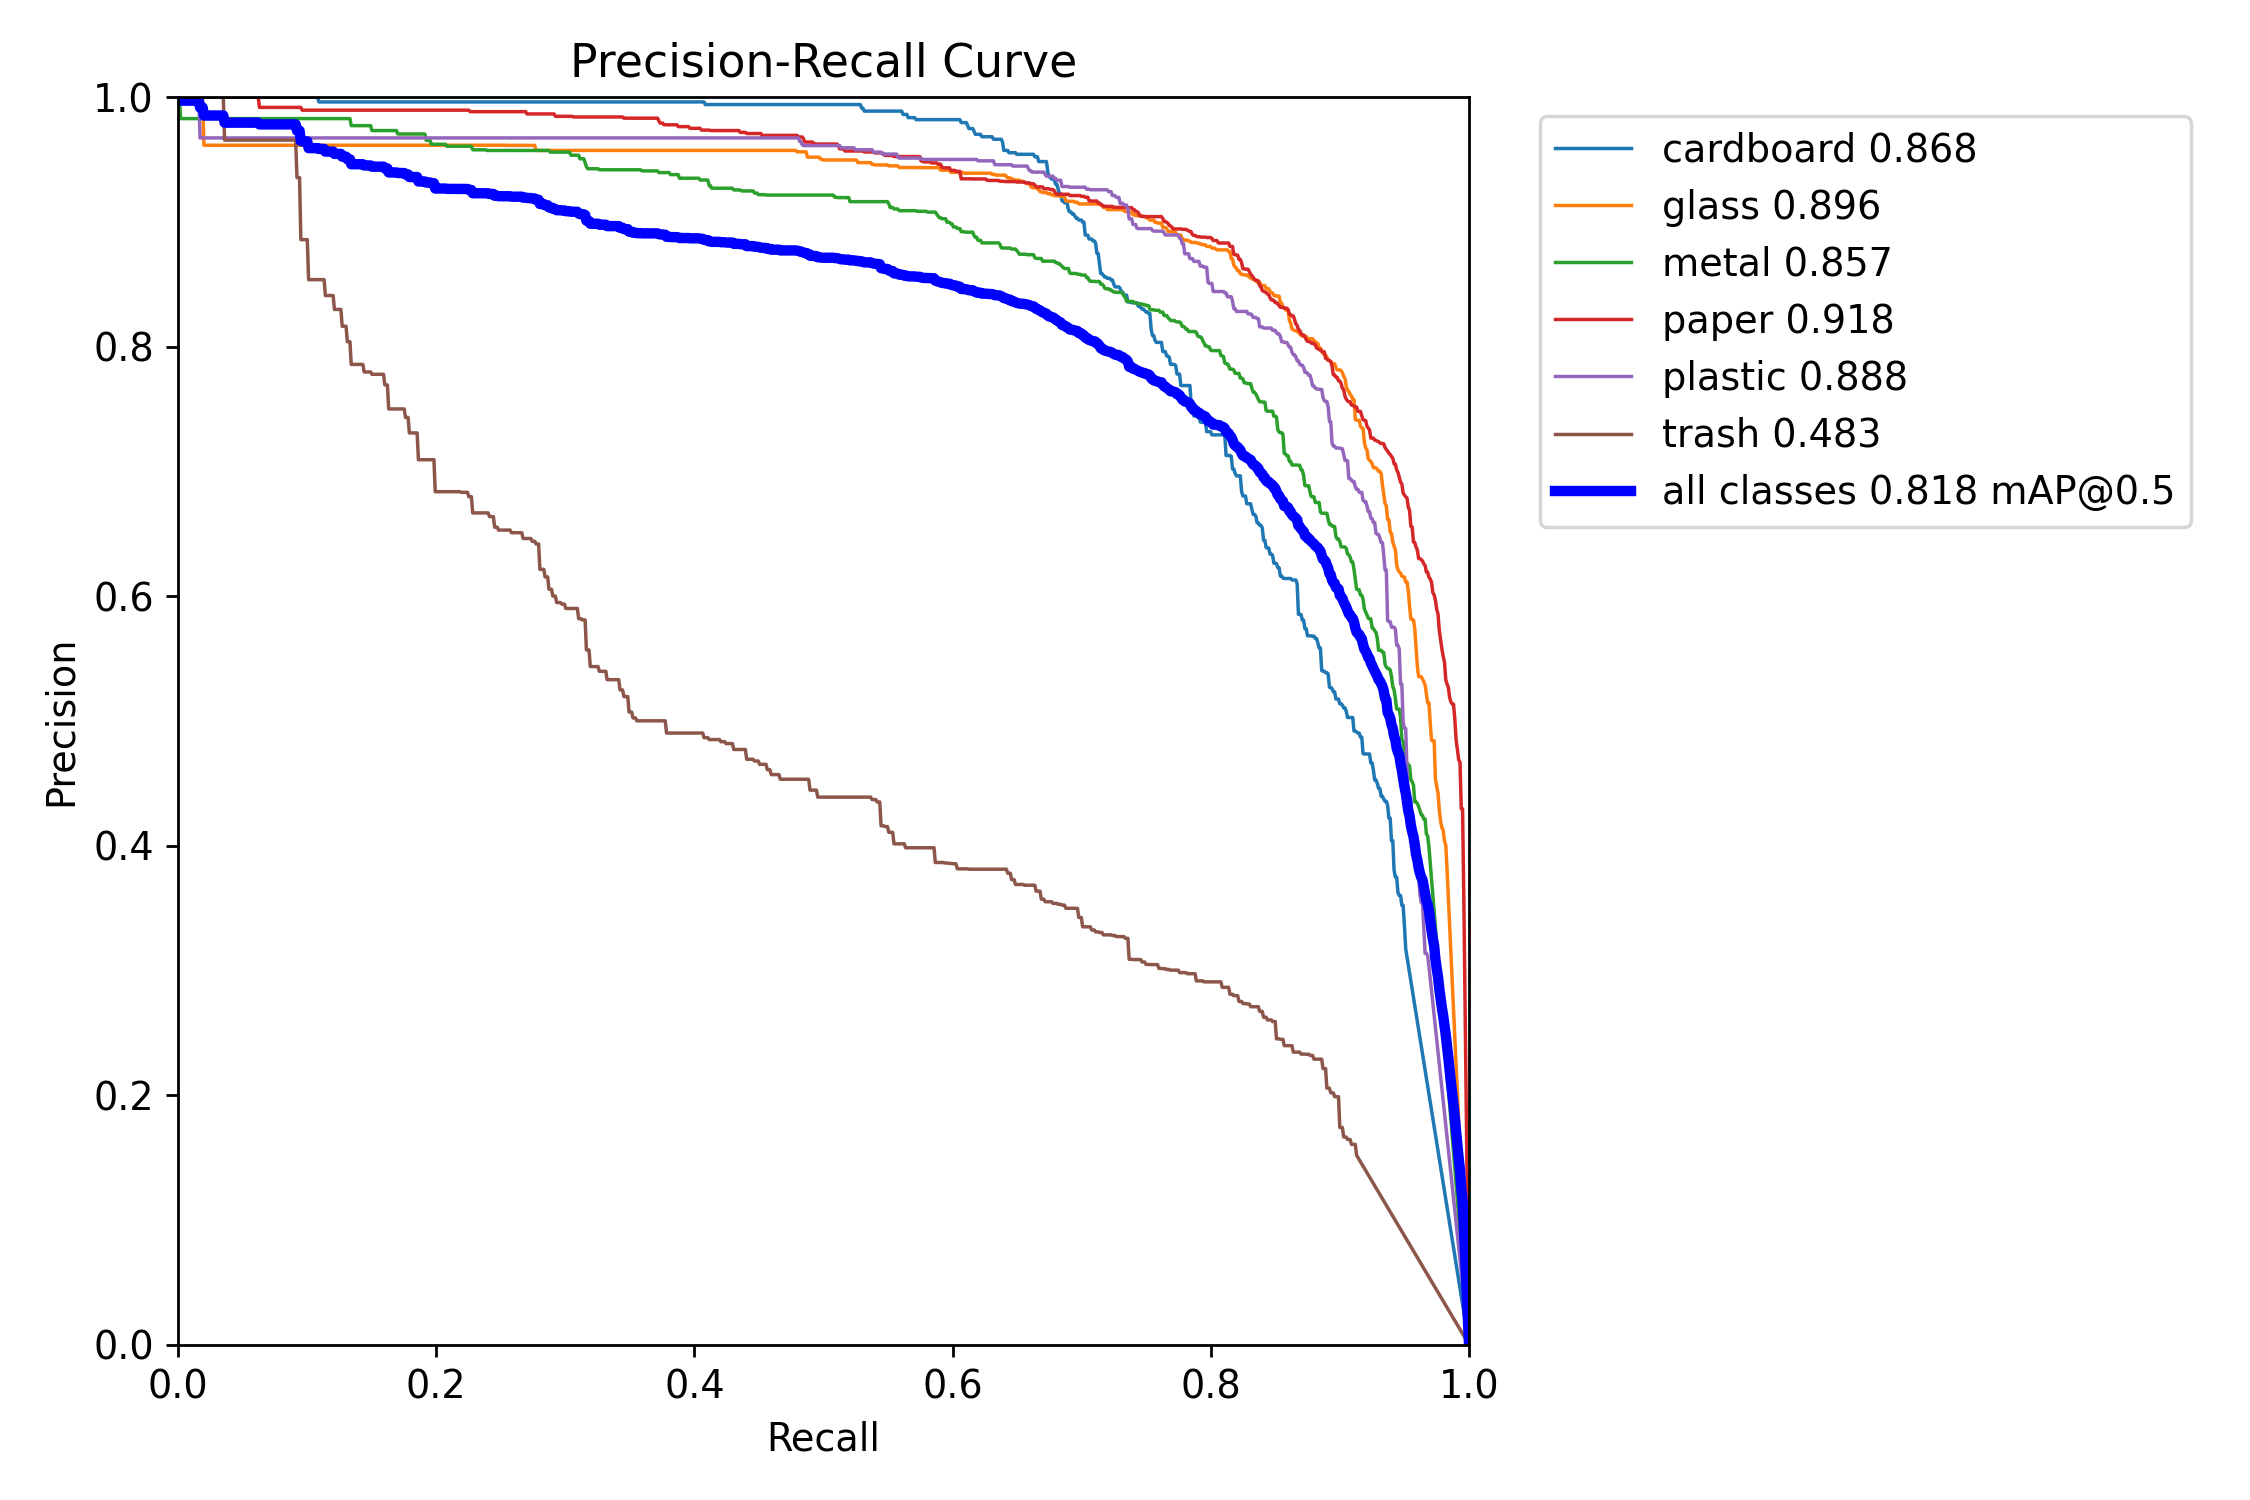 Precision-Recall Curve
1.0
0.8
0.6
0.4
0.2
0.0
Precision
0.0 0.2 0.4 0.6 0.8 1.0
Recall
cardboard 0.868
glass 0.896
metal 0.857
paper 0.918
plastic 0.888
trash 0.483
all classes 0.818 mAP@0.5